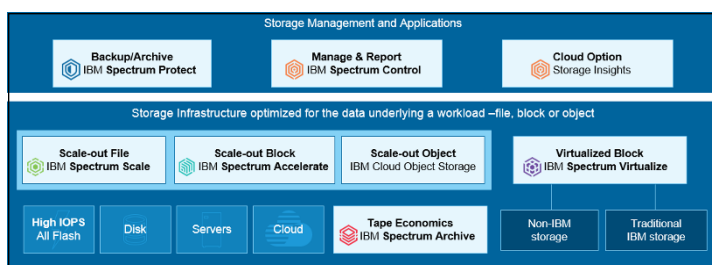 Storage Management and Applications
Backup/Archive
IBM Spectrum Protect
Manage & Report
IBM Spectrum Control
Cloud Option
Storage Insights
Storage Infrastructure optimized for the data underlying a workload –file, block or object
Scale-out File
IBM Spectrum Scale
Scale-out Block
IBM Spectrum Accelerate
Scale-out Object
IBM Cloud Object Storage
Virtualized Block
IBM Spectrum Virtualize
High IOPS
All Flash
Disk
Servers
Cloud
Tape Economics
IBM Spectrum Archive
Non-IBM
storage
Traditional
IBM storage